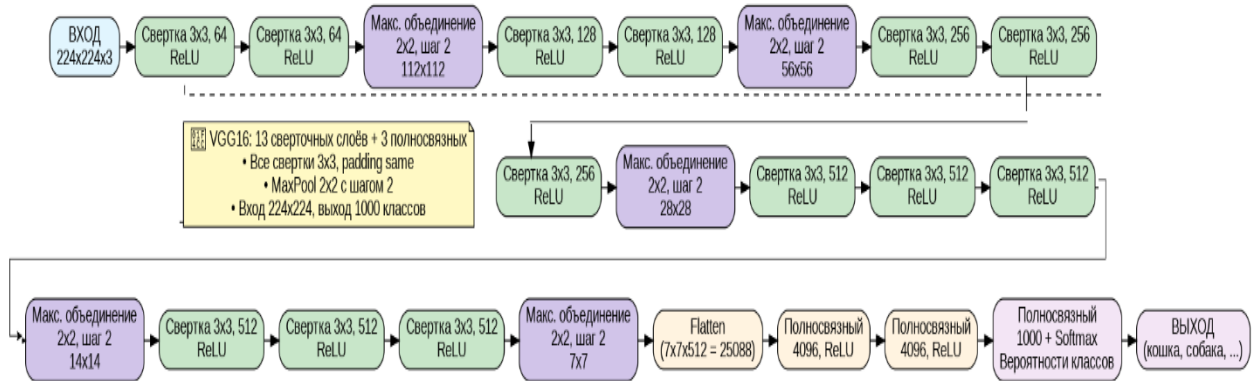 ВХОД
224x224x3
Свертка 3x3, 64
ReLU
Свертка 3x3, 64
ReLU
Макс. объединение
2x2, шаг 2
112x112
Свертка 3x3, 128
ReLU
Свертка 3x3, 128
ReLU
Макс. объединение
2x2, шаг 2
56x56
Свертка 3x3, 256
ReLU
Свертка 3x3, 256
ReLU
VGG16: 13 сверточных слоёв + 3 полносвязных
• Все свертки 3x3, padding same
• MaxPool 2x2 с шагом 2
• Вход 224x224, выход 1000 классов
Свертка 3x3, 256
ReLU
Макс. объединение
2x2, шаг 2
28x28
Свертка 3x3, 512
ReLU
Свертка 3x3, 512
ReLU
Свертка 3x3, 512
ReLU
Макс. объединение
2x2, шаг 2
14x14
Свертка 3x3, 512
ReLU
Свертка 3x3, 512
ReLU
Свертка 3x3, 512
ReLU
Макс. объединение
2x2, шаг 2
7x7
Flatten
(7x7x512 = 25088)
Полносвязный
4096, ReLU
Полносвязный
4096, ReLU
Полносвязный
1000 + Softmax
Вероятности классов
ВЫХОД
(кошка, собака, ...)